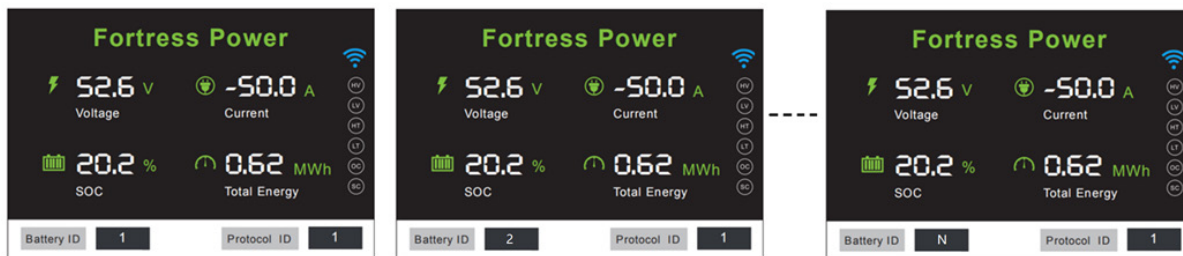 Fortress Power
52.6 V
-50.0 A
Voltage
Current
20.2 %
0.62 MWh
SOC
Total Energy
HV
LV
HT
LT
OC
SC
Battery ID 1
Protocol ID 1
Fortress Power
52.6 V
-50.0 A
Voltage
Current
20.2 %
0.62 MWh
SOC
Total Energy
HV
LV
HT
LT
OC
SC
Battery ID 2
Protocol ID 1
Fortress Power
52.6 V
-50.0 A
Voltage
Current
20.2 %
0.62 MWh
SOC
Total Energy
HV
LV
HT
LT
OC
SC
Battery ID N
Protocol ID 1